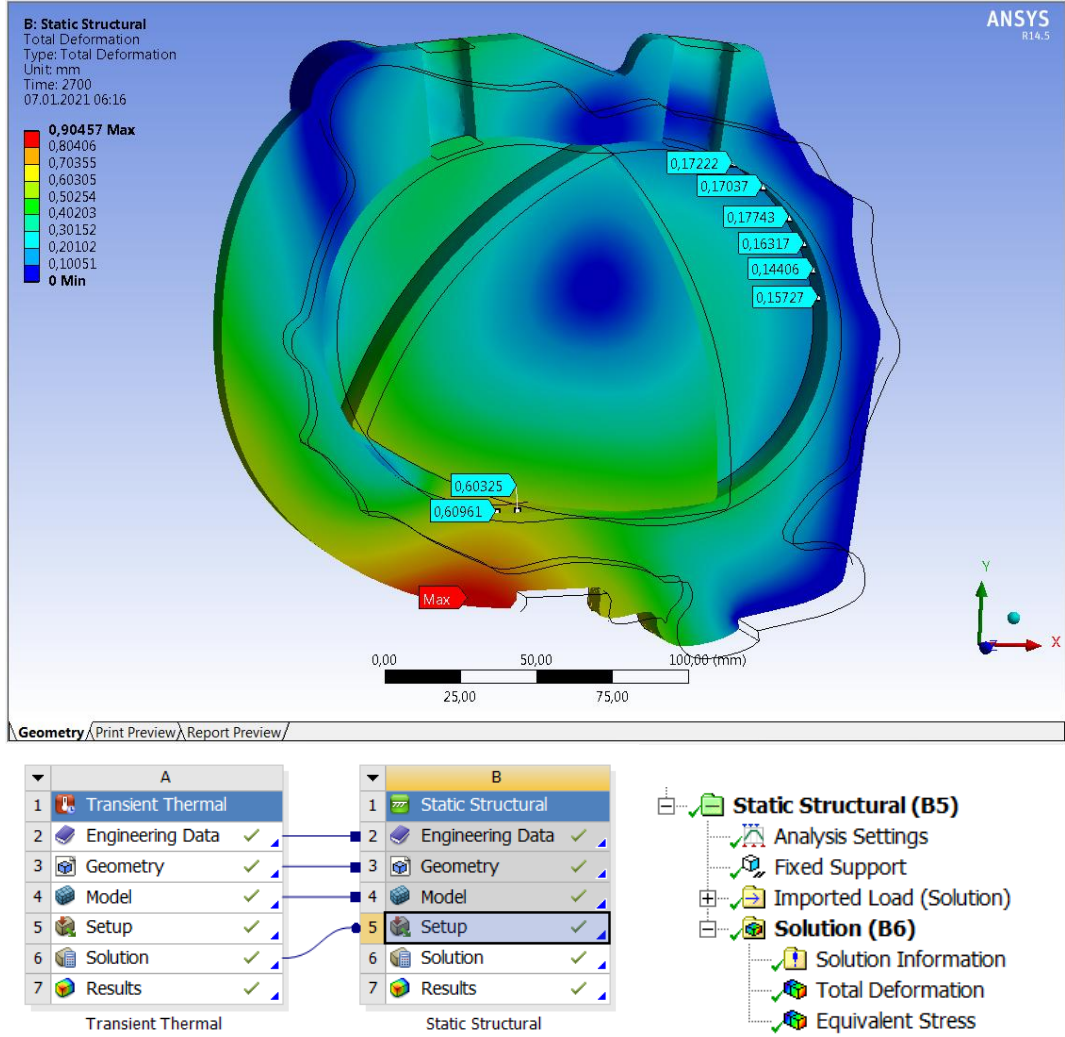 B: Static Structural
Total Deformation
Type: Total Deformation
Unit: mm
Time: 2700
07.01.2021 06:16
ANSYS
R14.5
0,90457 Max
0,80406
0,70355
0,60305
0,50254
0,40203
0,30152
0,20102
0,10051
0 Min
0,17222
0,17037
0,17743
0,16317
0,14406
0,15727
0,60325
0,60961
Max
Y
X
Z
0,00 50,00 100,00 (mm)
25,00 75,00
Geometry Print Preview Report Preview
A
1 Transient Thermal
2 Engineering Data
3 Geometry
4 Model
5 Setup
6 Solution
7 Results
Transient Thermal
B
1 Static Structural
2 Engineering Data
3 Geometry
4 Model
5 Setup
6 Solution
7 Results
Static Structural
Static Structural (B5)
Analysis Settings
Fixed Support
Imported Load (Solution)
Solution (B6)
Solution Information
Total Deformation
Equivalent Stress